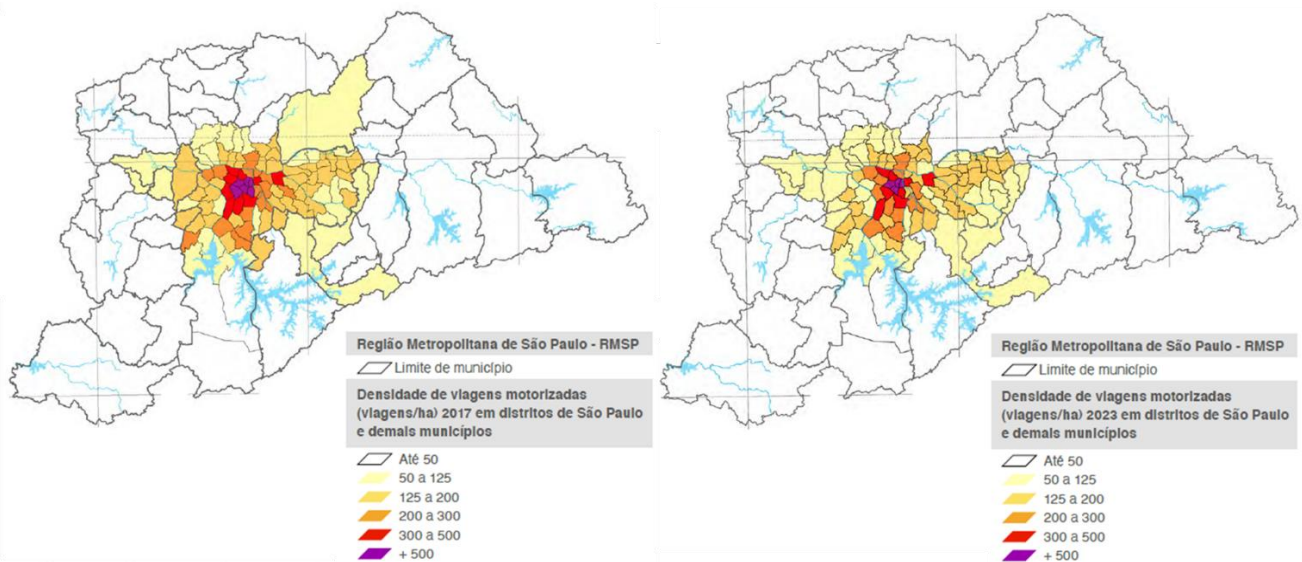 Região Metropolitana de São Paulo - RMSP
Limite de município
Densidade de viagens motorizadas
(viagens/ha) 2017 em distritos de São Paulo
e demais municípios
Até 50
50 a 125
125 a 200
200 a 300
300 a 500
+ 500
Região Metropolitana de São Paulo - RMSP
Limite de município
Densidade de viagens motorizadas
(viagens/ha) 2023 em distritos de São Paulo
e demais municípios
Até 50
50 a 125
125 a 200
200 a 300
300 a 500
+ 500